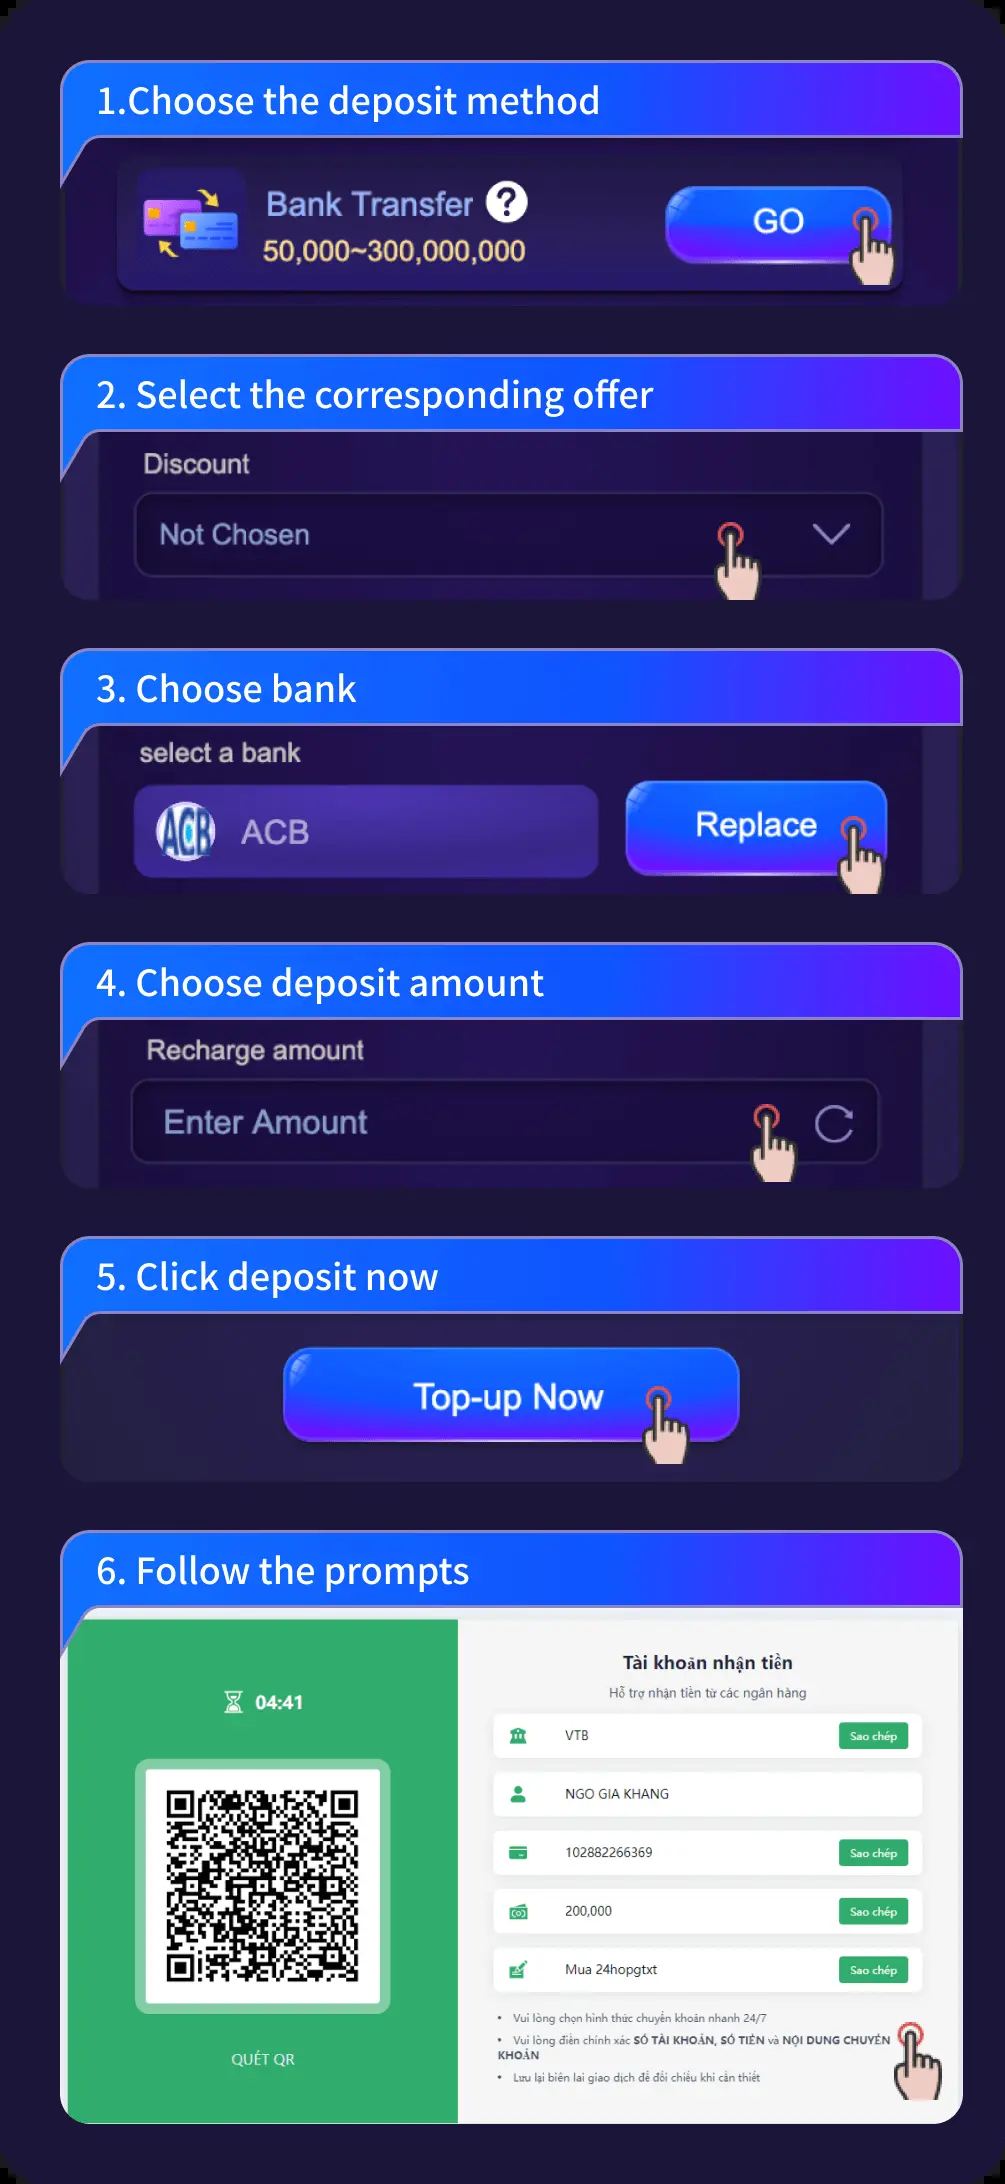 1.Choose the deposit method
Bank Transfer ?
50,000~300,000,000
GO
2. Select the corresponding offer
Discount
Not Chosen
3. Choose bank
select a bank
ACB ACB
Replace
4. Choose deposit amount
Recharge amount
Enter Amount
5. Click deposit now
Top-up Now
6. Follow the prompts
04:41
QUÉT QR
Tài khoản nhận tiền
Hỗ trợ nhận tiền từ các ngân hàng
VTB Sao chép
NGO GIA KHANG
102882266369 Sao chép
200,000 Sao chép
Mua 24hopgtxt Sao chép
• Vui lòng chọn hình thức chuyển khoản nhanh 24/7
• Vui lòng điền chính xác SỐ TÀI KHOẢN, SỐ TIỀN và NỘI DUNG CHUYỂN
KHOẢN
• Lưu lại biên lai giao dịch để đối chiếu khi cần thiết